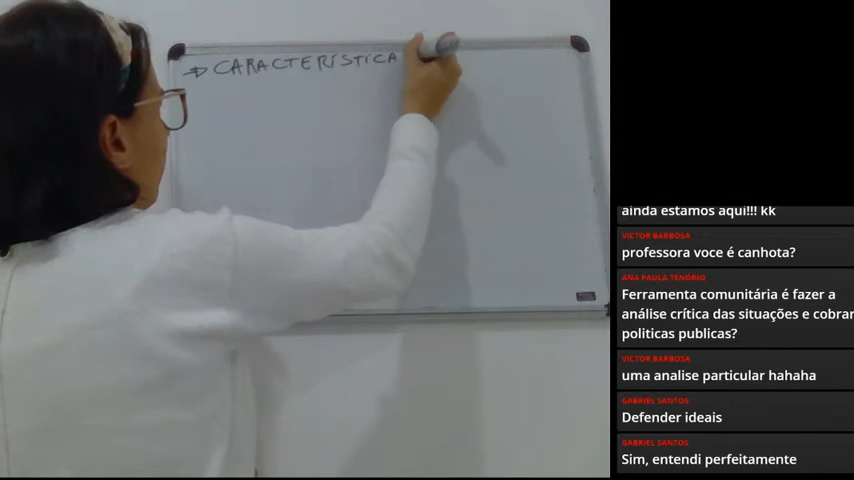 → CARACTERÍSTICA
ainda estamos aqui!!! kk
VICTOR BARBOSA
professora voce é canhota?
ANA PAULA TENÓRIO
Ferramenta comunitária é fazer a
análise crítica das situações e cobrar
politicas publicas?
VICTOR BARBOSA
uma analise particular hahaha
GABRIEL SANTOS
Defender ideais
GABRIEL SANTOS
Sim, entendi perfeitamente